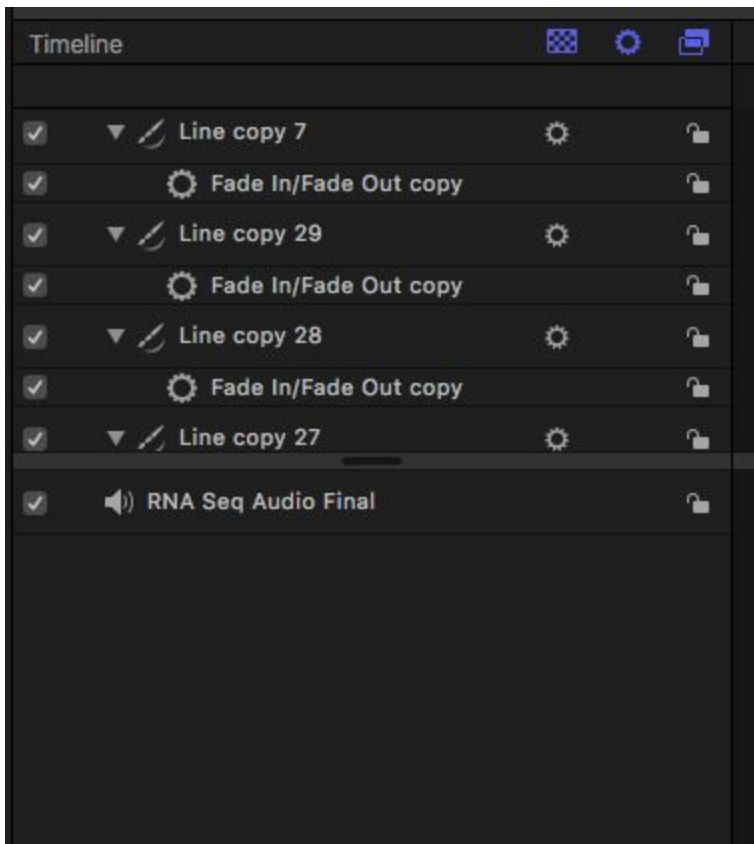 Timeline
Line copy 7
Fade In/Fade Out copy
Line copy 29
Fade In/Fade Out copy
Line copy 28
Fade In/Fade Out copy
Line copy 27
RNA Seq Audio Final